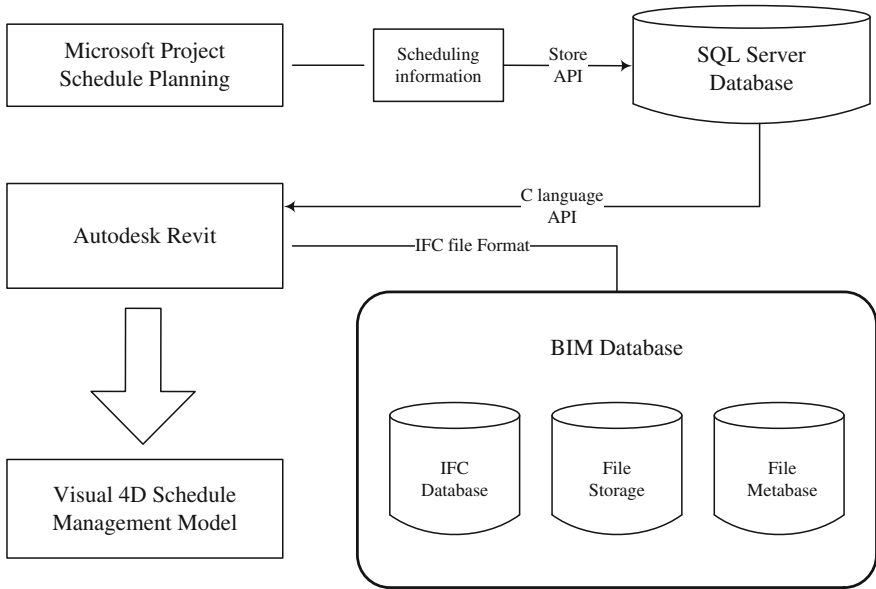 Microsoft Project
Schedule Planning
Scheduling
information
Store
API
SQL Server
Database
C language
API
Autodesk Revit
IFC file Format
BIM Database
IFC
Database
File
Storage
File
Metabase
Visual 4D Schedule
Management Model